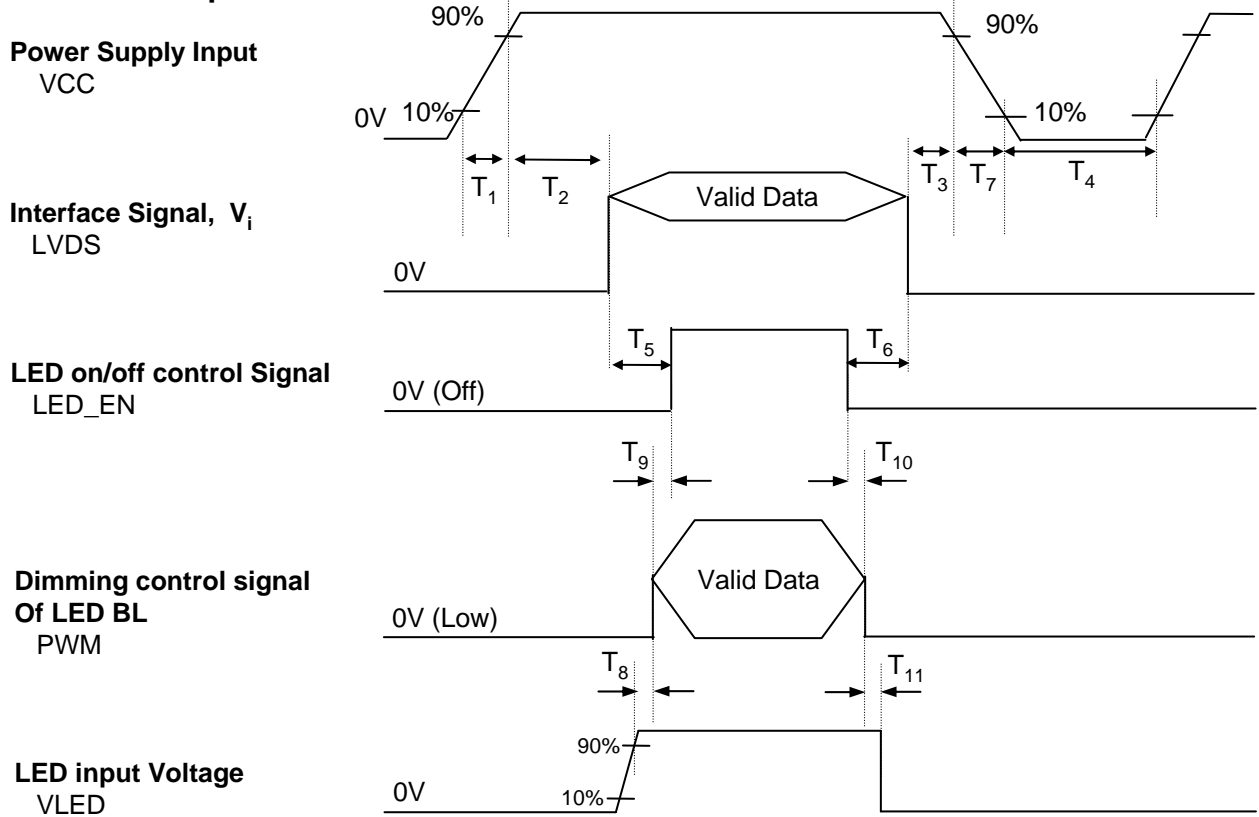 90%
90%
Power Supply Input
VCC
0V 10%
10%
T1 T2 T3 T7 T4
Valid Data
Interface Signal, Vi
LVDS
0V
T5 T6
LED on/off control Signal
LED_EN
0V (Off)
T9 T10
Dimming control signal
Of LED BL
PWM
Valid Data
0V (Low)
T8 T11
90%
LED input Voltage
VLED
0V
10%